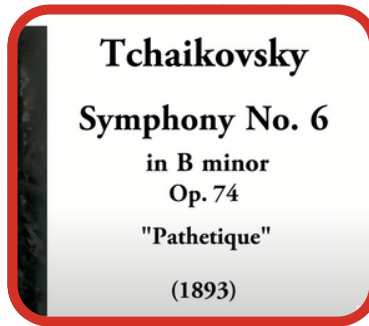 Tchaikovsky
Symphony No. 6
in B minor
Op. 74
"Pathetique"
(1893)